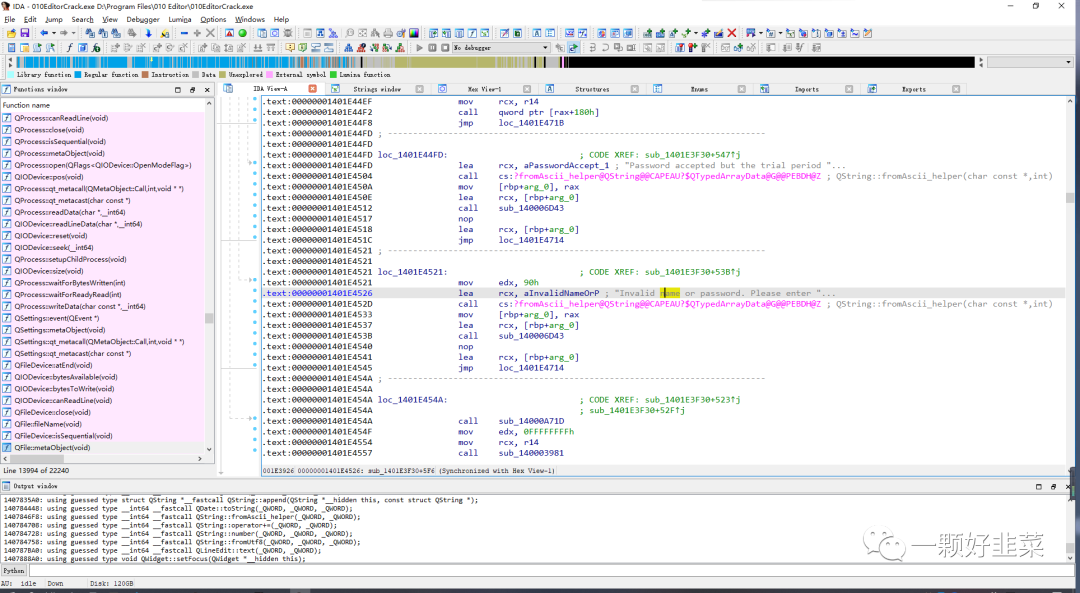 IDA - 010EditorCrack.exe D:\Program Files\010 Editor\010EditorCrack.exe
File Edit Jump Search View Debugger Lumina Options Windows Help
No debugger
Library function Regular function Instruction Data Unexplored External symbol Lumina function
Functions window
IDA View-A Strings window Hex View-1 Structures Enums Imports Exports
Function name
QProcess::canReadLine(void)
QProcess::close(void)
QProcess::isSequential(void)
QProcess::metaObject(void)
QProcess::open(QFlags<QIODevice::OpenModeFlag>)
QIODevice::pos(void)
QProcess::qt_metacall(QMetaObject::Call,int,void * *)
QProcess::qt_metacast(char const *)
QProcess::readData(char *,__int64)
QIODevice::readLineData(char *,__int64)
QIODevice::reset(void)
QIODevice::seek(__int64)
QProcess::setupChildProcess(void)
QIODevice::size(void)
QProcess::waitForBytesWritten(int)
QProcess::waitForReadyRead(int)
QProcess::writeData(char const *,__int64)
QSettings::event(QEvent *)
QSettings::metaObject(void)
QSettings::qt_metacall(QMetaObject::Call,int,void * *)
QSettings::qt_metacast(char const *)
QFileDevice::atEnd(void)
QIODevice::bytesAvailable(void)
QIODevice::bytesToWrite(void)
QIODevice::canReadLine(void)
QFileDevice::close(void)
QFile::fileName(void)
QFileDevice::isSequential(void)
QFile::metaObject(void)
Line 13994 of 22240
.text:00000001401E44EF mov rcx, r14
.text:00000001401E44F2 call qword ptr [rax+180h]
.text:00000001401E44F8 jmp loc_1401E471B
.text:00000001401E44FD ; ---------------------------------------------------------------------------
.text:00000001401E44FD
.text:00000001401E44FD loc_1401E44FD: ; CODE XREF: sub_1401E3F30+547↑j
.text:00000001401E44FD lea rcx, aPasswordAccept_1 ; "Password accepted but the trial period "...
.text:00000001401E4504 call cs:?fromAscii_helper@QString@@CAPEAU?$QTypedArrayData@G@@PEBDH@Z ; QString::fromAscii_helper(char const *,int)
.text:00000001401E450A mov [rbp+arg_0], rax
.text:00000001401E450E lea rcx, [rbp+arg_0]
.text:00000001401E4512 call sub_140006D43
.text:00000001401E4517 nop
.text:00000001401E4518 lea rcx, [rbp+arg_0]
.text:00000001401E451C jmp loc_1401E4714
.text:00000001401E4521 ; ---------------------------------------------------------------------------
.text:00000001401E4521
.text:00000001401E4521 loc_1401E4521: ; CODE XREF: sub_1401E3F30+53B↑j
.text:00000001401E4521 mov edx, 90h
.text:00000001401E4526 lea rcx, aInvalidNameOrP ; "Invalid name or password. Please enter "...
.text:00000001401E452D call cs:?fromAscii_helper@QString@@CAPEAU?$QTypedArrayData@G@@PEBDH@Z ; QString::fromAscii_helper(char const *,int)
.text:00000001401E4533 mov [rbp+arg_0], rax
.text:00000001401E4537 lea rcx, [rbp+arg_0]
.text:00000001401E453B call sub_140006D43
.text:00000001401E4540 nop
.text:00000001401E4541 lea rcx, [rbp+arg_0]
.text:00000001401E4545 jmp loc_1401E4714
.text:00000001401E454A ; ---------------------------------------------------------------------------
.text:00000001401E454A
.text:00000001401E454A loc_1401E454A: ; CODE XREF: sub_1401E3F30+523↑j
.text:00000001401E454A ; sub_1401E3F30+52F↑j
.text:00000001401E454A call sub_14000A71D
.text:00000001401E454F mov edx, 0FFFFFFFFh
.text:00000001401E4554 mov rcx, r14
.text:00000001401E4557 call sub_140003981
001E3926 00000001401E4526: sub_1401E3F30+5F6 (Synchronized with Hex View-1)
Output window
1407835A0: using guessed type struct QString *__fastcall QString::append(QString *__hidden this, const struct QString *);
140784448: using guessed type __int64 __fastcall QDate::toString(_QWORD, _QWORD, _QWORD);
1407846F8: using guessed type __int64 __fastcall QString::fromAscii_helper(_QWORD, _QWORD);
140784708: using guessed type __int64 __fastcall QString::operator+=(_QWORD, _QWORD);
140784728: using guessed type __int64 __fastcall QString::number(_QWORD, _QWORD, _QWORD);
140784758: using guessed type __int64 __fastcall QString::fromUtf8(_QWORD, _QWORD, _QWORD);
1407878A0: using guessed type __int64 __fastcall QLineEdit::text(_QWORD, _QWORD);
1407888A0: using guessed type void QWidget::setFocus(QWidget *__hidden this);
Python
AU: idle Down Disk: 120GB
一颗好韭菜